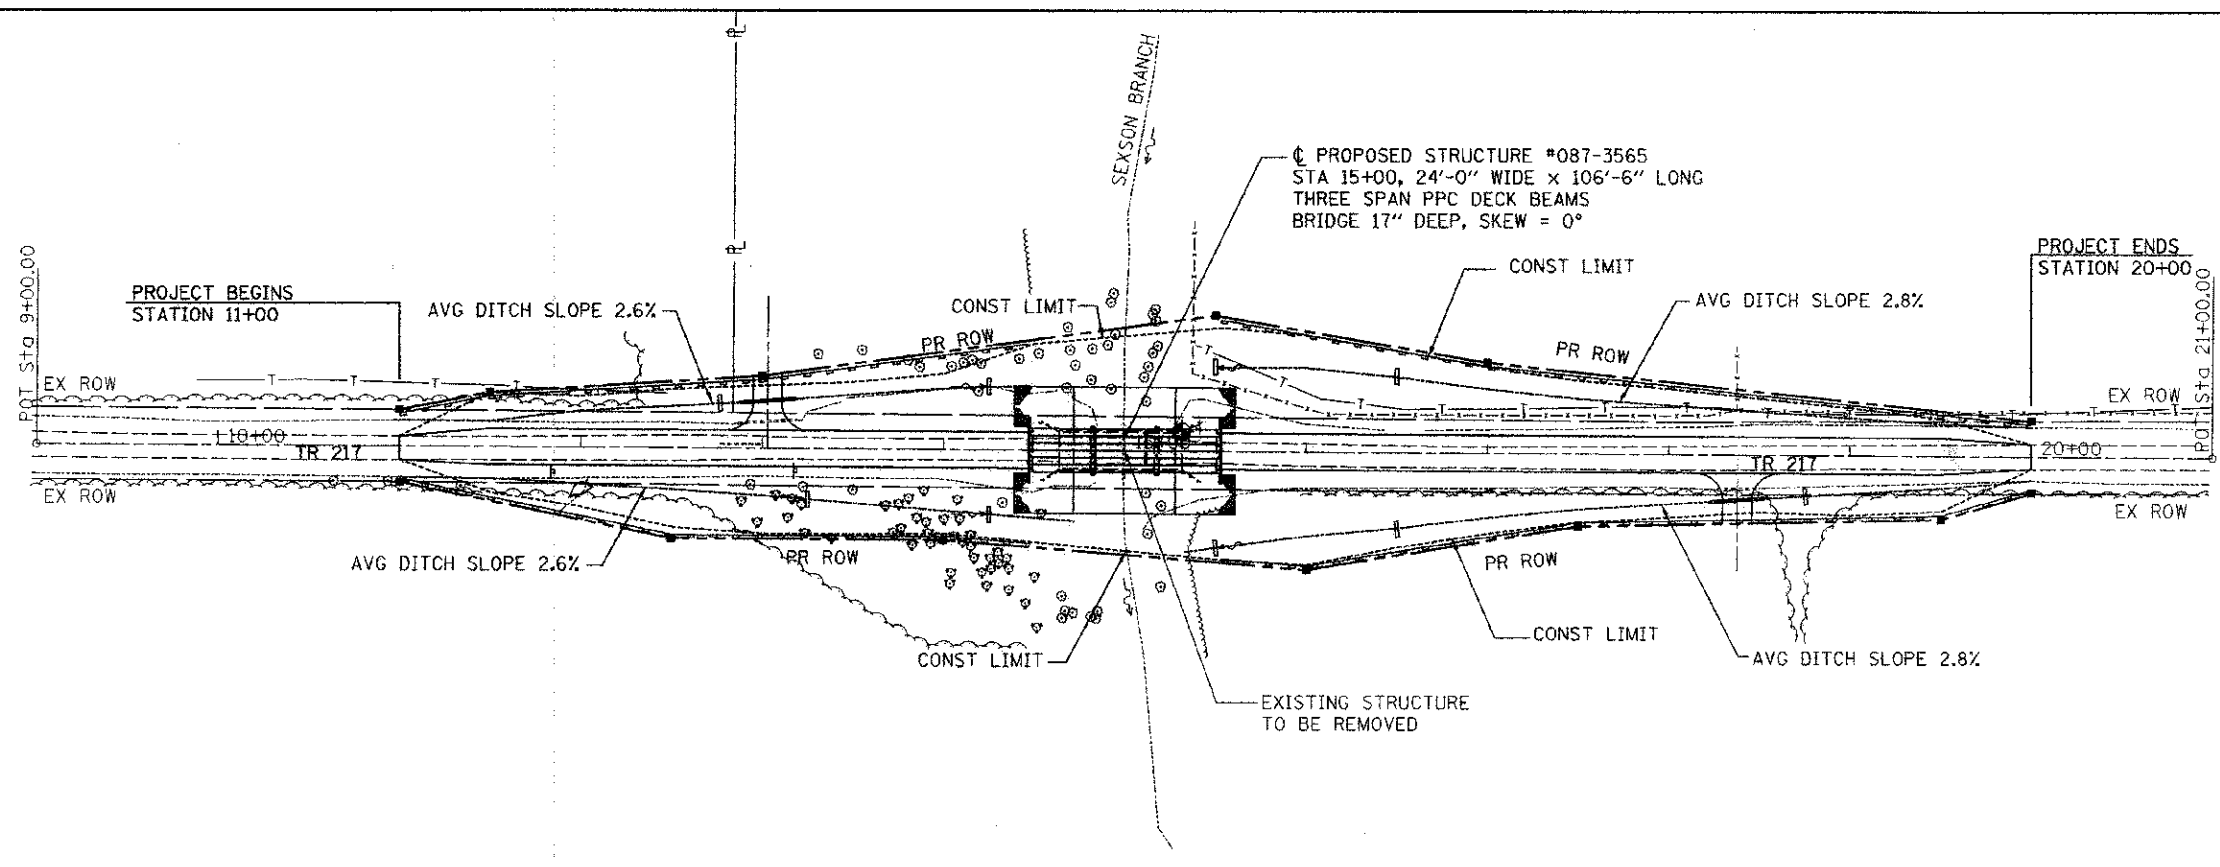 ℄ PROPOSED STRUCTURE #087-3565
STA 15+00, 24'-0" WIDE x 106'-6" LONG
THREE SPAN PPC DECK BEAMS
BRIDGE 17" DEEP, SKEW = 0°
SEXSON BRANCH
PL
PL
POT Sta 9+00.00
PROJECT BEGINS
STATION 11+00
AVG DITCH SLOPE 2.6%
CONST LIMIT
PR ROW
CONST LIMIT
AVG DITCH SLOPE 2.8%
PR ROW
PROJECT ENDS
STATION 20+00
POT Sta 21+00.00
EX ROW
T T T T
T T T T T T T T
EX ROW
10+00
TR 217
TR 217
20+00
EX ROW
EX ROW
AVG DITCH SLOPE 2.6%
PR ROW
PR ROW
CONST LIMIT
CONST LIMIT
AVG DITCH SLOPE 2.8%
EXISTING STRUCTURE
TO BE REMOVED